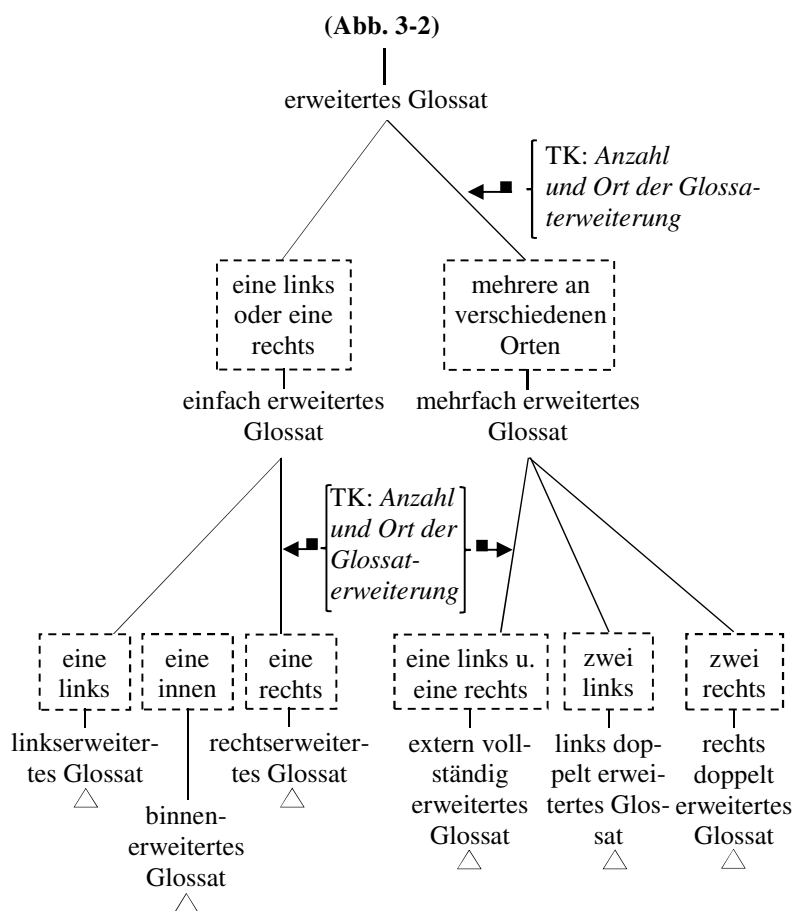 (Abb. 3-2)
erweitertes Glossat
TK: Anzahl
und Ort der Glossa-
terweiterung
eine links
oder eine
rechts
mehrere an
verschiedenen
Orten
einfach erweitertes
Glossat
mehrfach erweitertes
Glossat
TK: Anzahl
und Ort der
Glossat-
erweiterung
eine
links
eine
innen
eine
rechts
eine links u.
eine rechts
zwei
links
zwei
rechts
linkserweiter-
tes Glossat
binnen-
erweitertes
Glossat
rechtserweiter-
tes Glossat
extern voll-
ständig
erweitertes
Glossat
links dop-
pelt erwei-
tertes Glos-
sat
rechts
doppelt
erweitertes
Glossat